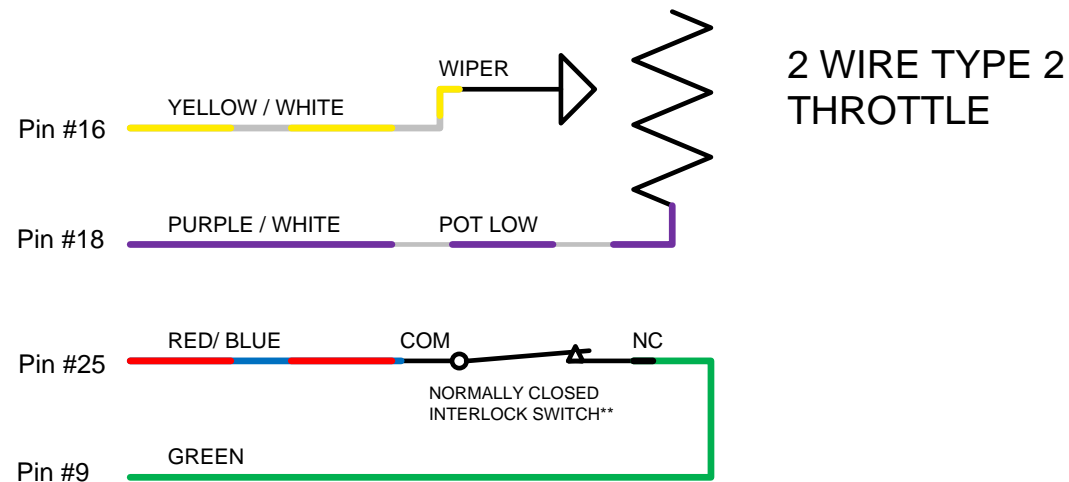 2 WIRE TYPE 2
THROTTLE
WIPER
YELLOW / WHITE
Pin #16
PURPLE / WHITE
POT LOW
Pin #18
RED/ BLUE
COM
NC
Pin #25
NORMALLY CLOSED
INTERLOCK SWITCH**
GREEN
Pin #9